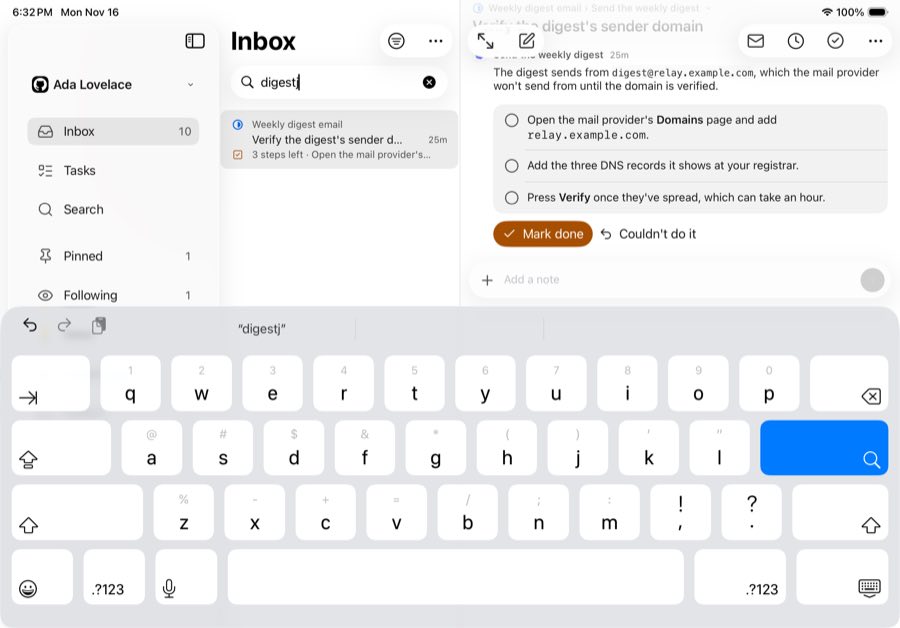 6:32 PM Mon Nov 16
100%
Ada Lovelace
Inbox 10
Tasks
Search
Pinned 1
Following 1
Inbox
digestj
Weekly digest email
Verify the digest's sender d... 25m
3 steps left · Open the mail provider's...
Weekly digest email › Send the weekly digest
Verify the digest's sender domain
Send the weekly digest 25m
The digest sends from digest@relay.example.com, which the mail provider
won't send from until the domain is verified.
Open the mail provider's Domains page and add
relay.example.com.
Add the three DNS records it shows at your registrar.
Press Verify once they've spread, which can take an hour.
Mark done
Couldn't do it
Add a note
"digestj"
1 2 3 4 5 6 7 8 9 0
q w e r t y u i o p
@ # $ & * ( ) ' "
a s d f g h j k l
% - + = / ; : ! ?
z x c v b n m , .
.?123 .?123